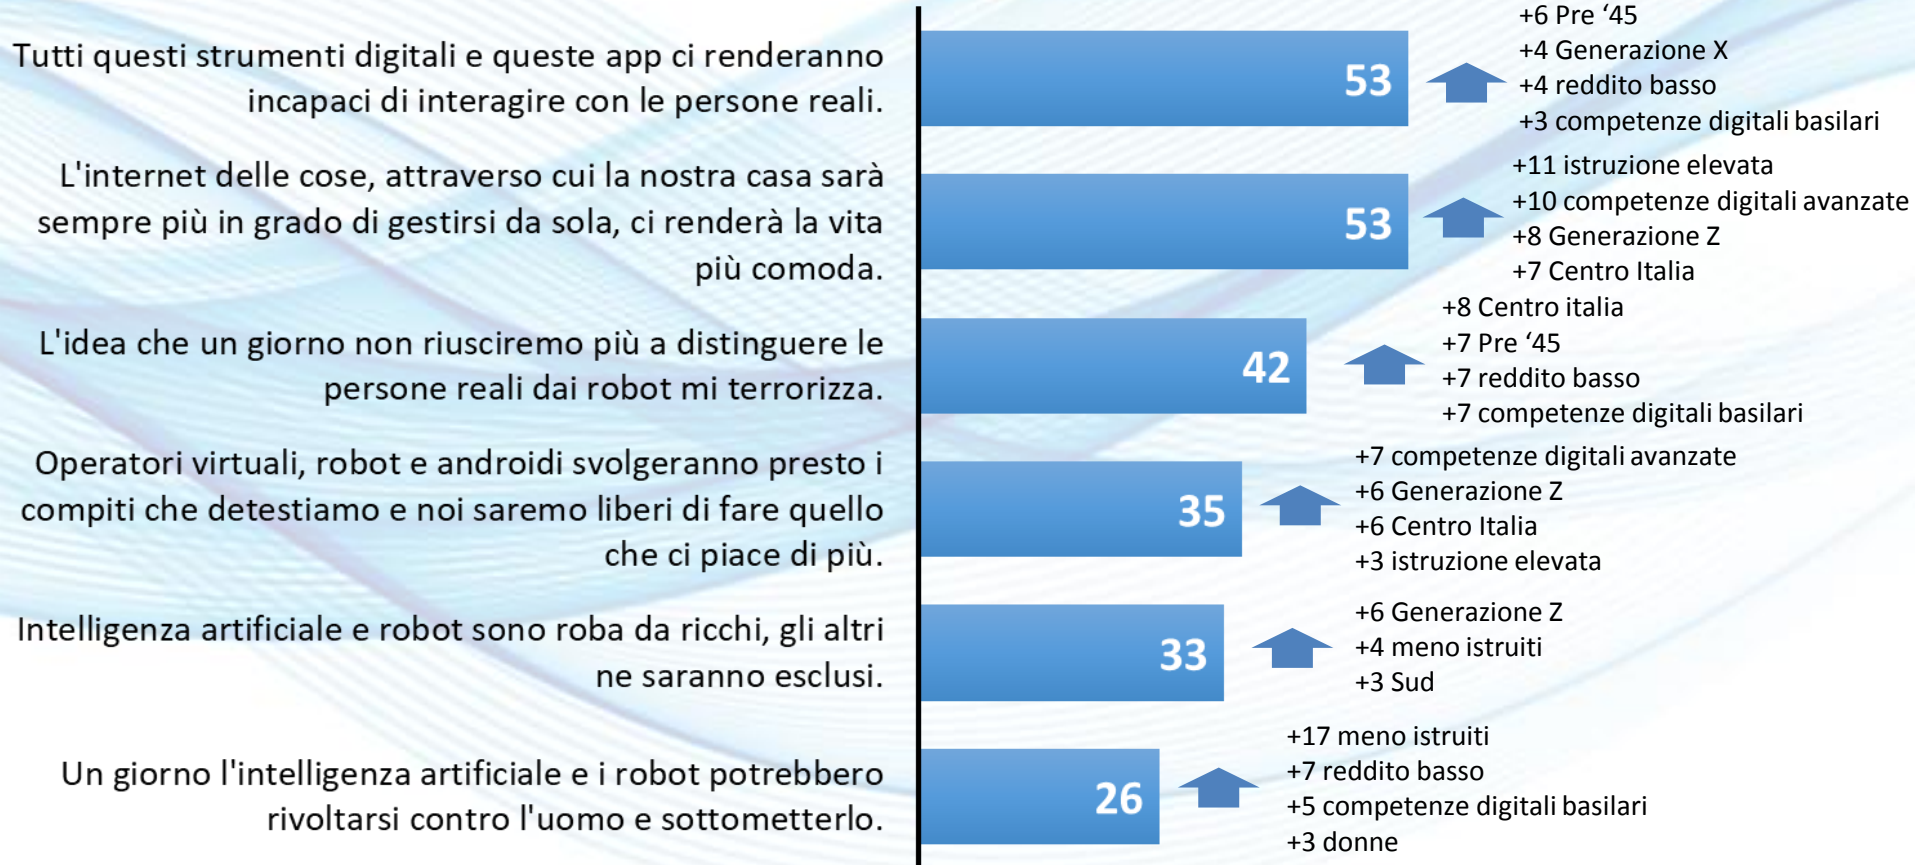 Tutti questi strumenti digitali e queste app ci renderanno
incapaci di interagire con le persone reali.
53
+6 Pre ‘45
+4 Generazione X
+4 reddito basso
+3 competenze digitali basilari
L'internet delle cose, attraverso cui la nostra casa sarà
sempre più in grado di gestirsi da sola, ci renderà la vita
più comoda.
53
+11 istruzione elevata
+10 competenze digitali avanzate
+8 Generazione Z
+7 Centro Italia
L'idea che un giorno non riusciremo più a distinguere le
persone reali dai robot mi terrorizza.
42
+8 Centro italia
+7 Pre ‘45
+7 reddito basso
+7 competenze digitali basilari
Operatori virtuali, robot e androidi svolgeranno presto i
compiti che detestiamo e noi saremo liberi di fare quello
che ci piace di più.
35
+7 competenze digitali avanzate
+6 Generazione Z
+6 Centro Italia
+3 istruzione elevata
Intelligenza artificiale e robot sono roba da ricchi, gli altri
ne saranno esclusi.
33
+6 Generazione Z
+4 meno istruiti
+3 Sud
Un giorno l'intelligenza artificiale e i robot potrebbero
rivoltarsi contro l'uomo e sottometterlo.
26
+17 meno istruiti
+7 reddito basso
+5 competenze digitali basilari
+3 donne